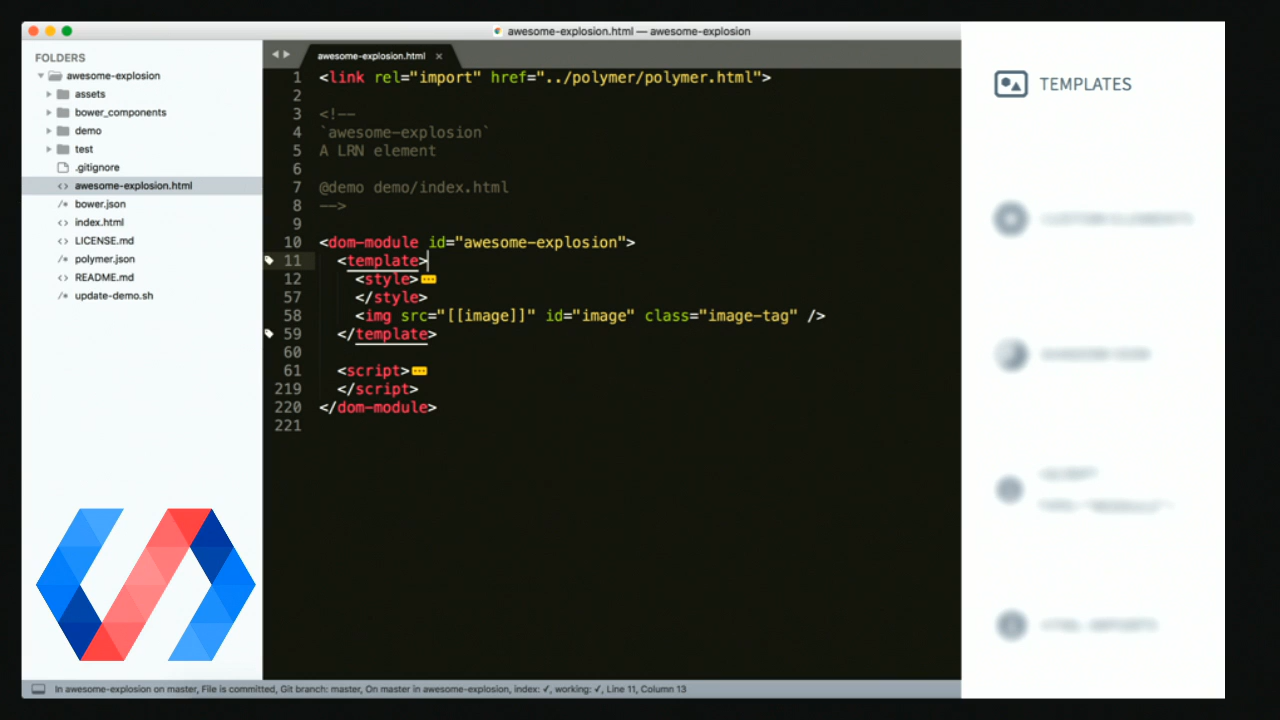 awesome-explosion.html — awesome-explosion
FOLDERS
awesome-explosion
assets
bower_components
demo
test
.gitignore
awesome-explosion.html
bower.json
index.html
LICENSE.md
polymer.json
README.md
update-demo.sh
awesome-explosion.html ×
1 <link rel="import" href="../polymer/polymer.html">
2
3 <!--
4 `awesome-explosion`
5 A LRN element
6
7 @demo demo/index.html
8 -->
9
10 <dom-module id="awesome-explosion">
11 <template>
12 <style>
57 </style>
58 <img src="[[image]]" id="image" class="image-tag" />
59 </template>
60
61 <script>
219 </script>
220 </dom-module>
221
TEMPLATES
In awesome-explosion on master, File is committed, Git branch: master, On master in awesome-explosion, index: ✓, working: ✓, Line 11, Column 13